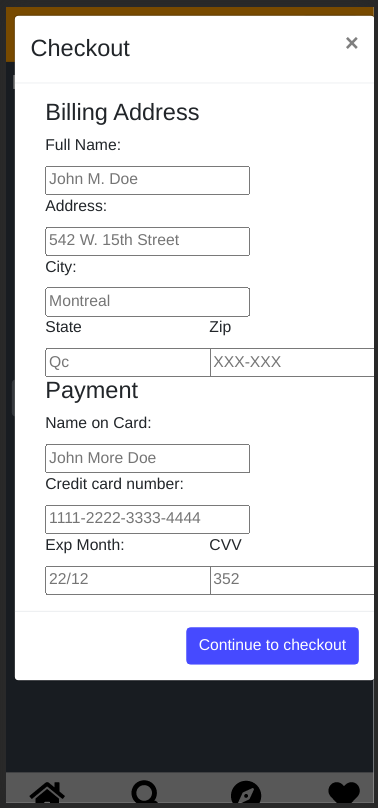 Checkout ×
Billing Address
Full Name:
John M. Doe
Address:
542 W. 15th Street
City:
Montreal
State Zip
Qc XXX-XXX
Payment
Name on Card:
John More Doe
Credit card number:
1111-2222-3333-4444
Exp Month: CVV
22/12 352
Continue to checkout